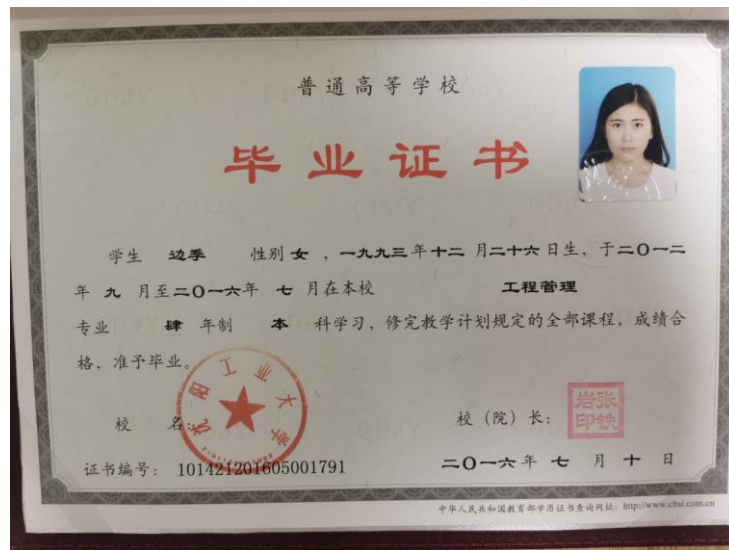 普通高等学校
毕业证书
学生 边季 性别 女 ，一九九三年十二 月二十六日生，于二〇一二
年 九 月至二〇一六年 七 月在本校 工程管理
专业 肆 年制 本 科学习，修完教学计划规定的全部课程，成绩合
格，准予毕业。
沈阳工业大学
校 名： 校（院）长： 张铁岩印
证书编号： 101421201605001791 二〇一六年 七 月 十 日
中华人民共和国教育部学历证书查询网址：http://www.chsi.com.cn